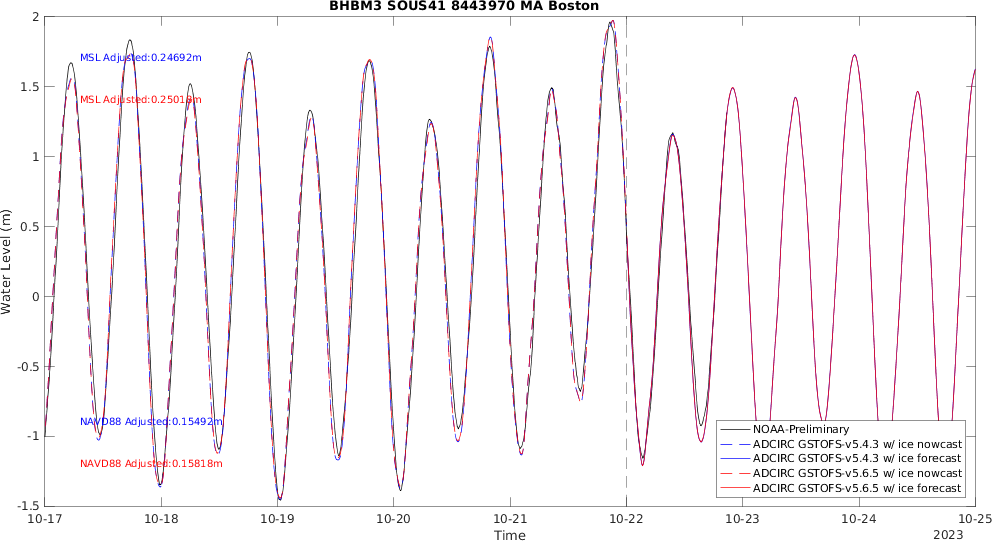 BHBM3 SOUS41 8443970 MA Boston
2
1.5
1
0.5
0
-0.5
-1
-1.5
Water Level (m)
MSL Adjusted:0.24692m
MSL Adjusted:0.25018m
NAVD88 Adjusted:0.15492m
NAVD88 Adjusted:0.15818m
NOAA-Preliminary
ADCIRC GSTOFS-v5.4.3 w/ ice nowcast
ADCIRC GSTOFS-v5.4.3 w/ ice forecast
ADCIRC GSTOFS-v5.6.5 w/ ice nowcast
ADCIRC GSTOFS-v5.6.5 w/ ice forecast
10-17 10-18 10-19 10-20 10-21 10-22 10-23 10-24 10-25
Time
2023